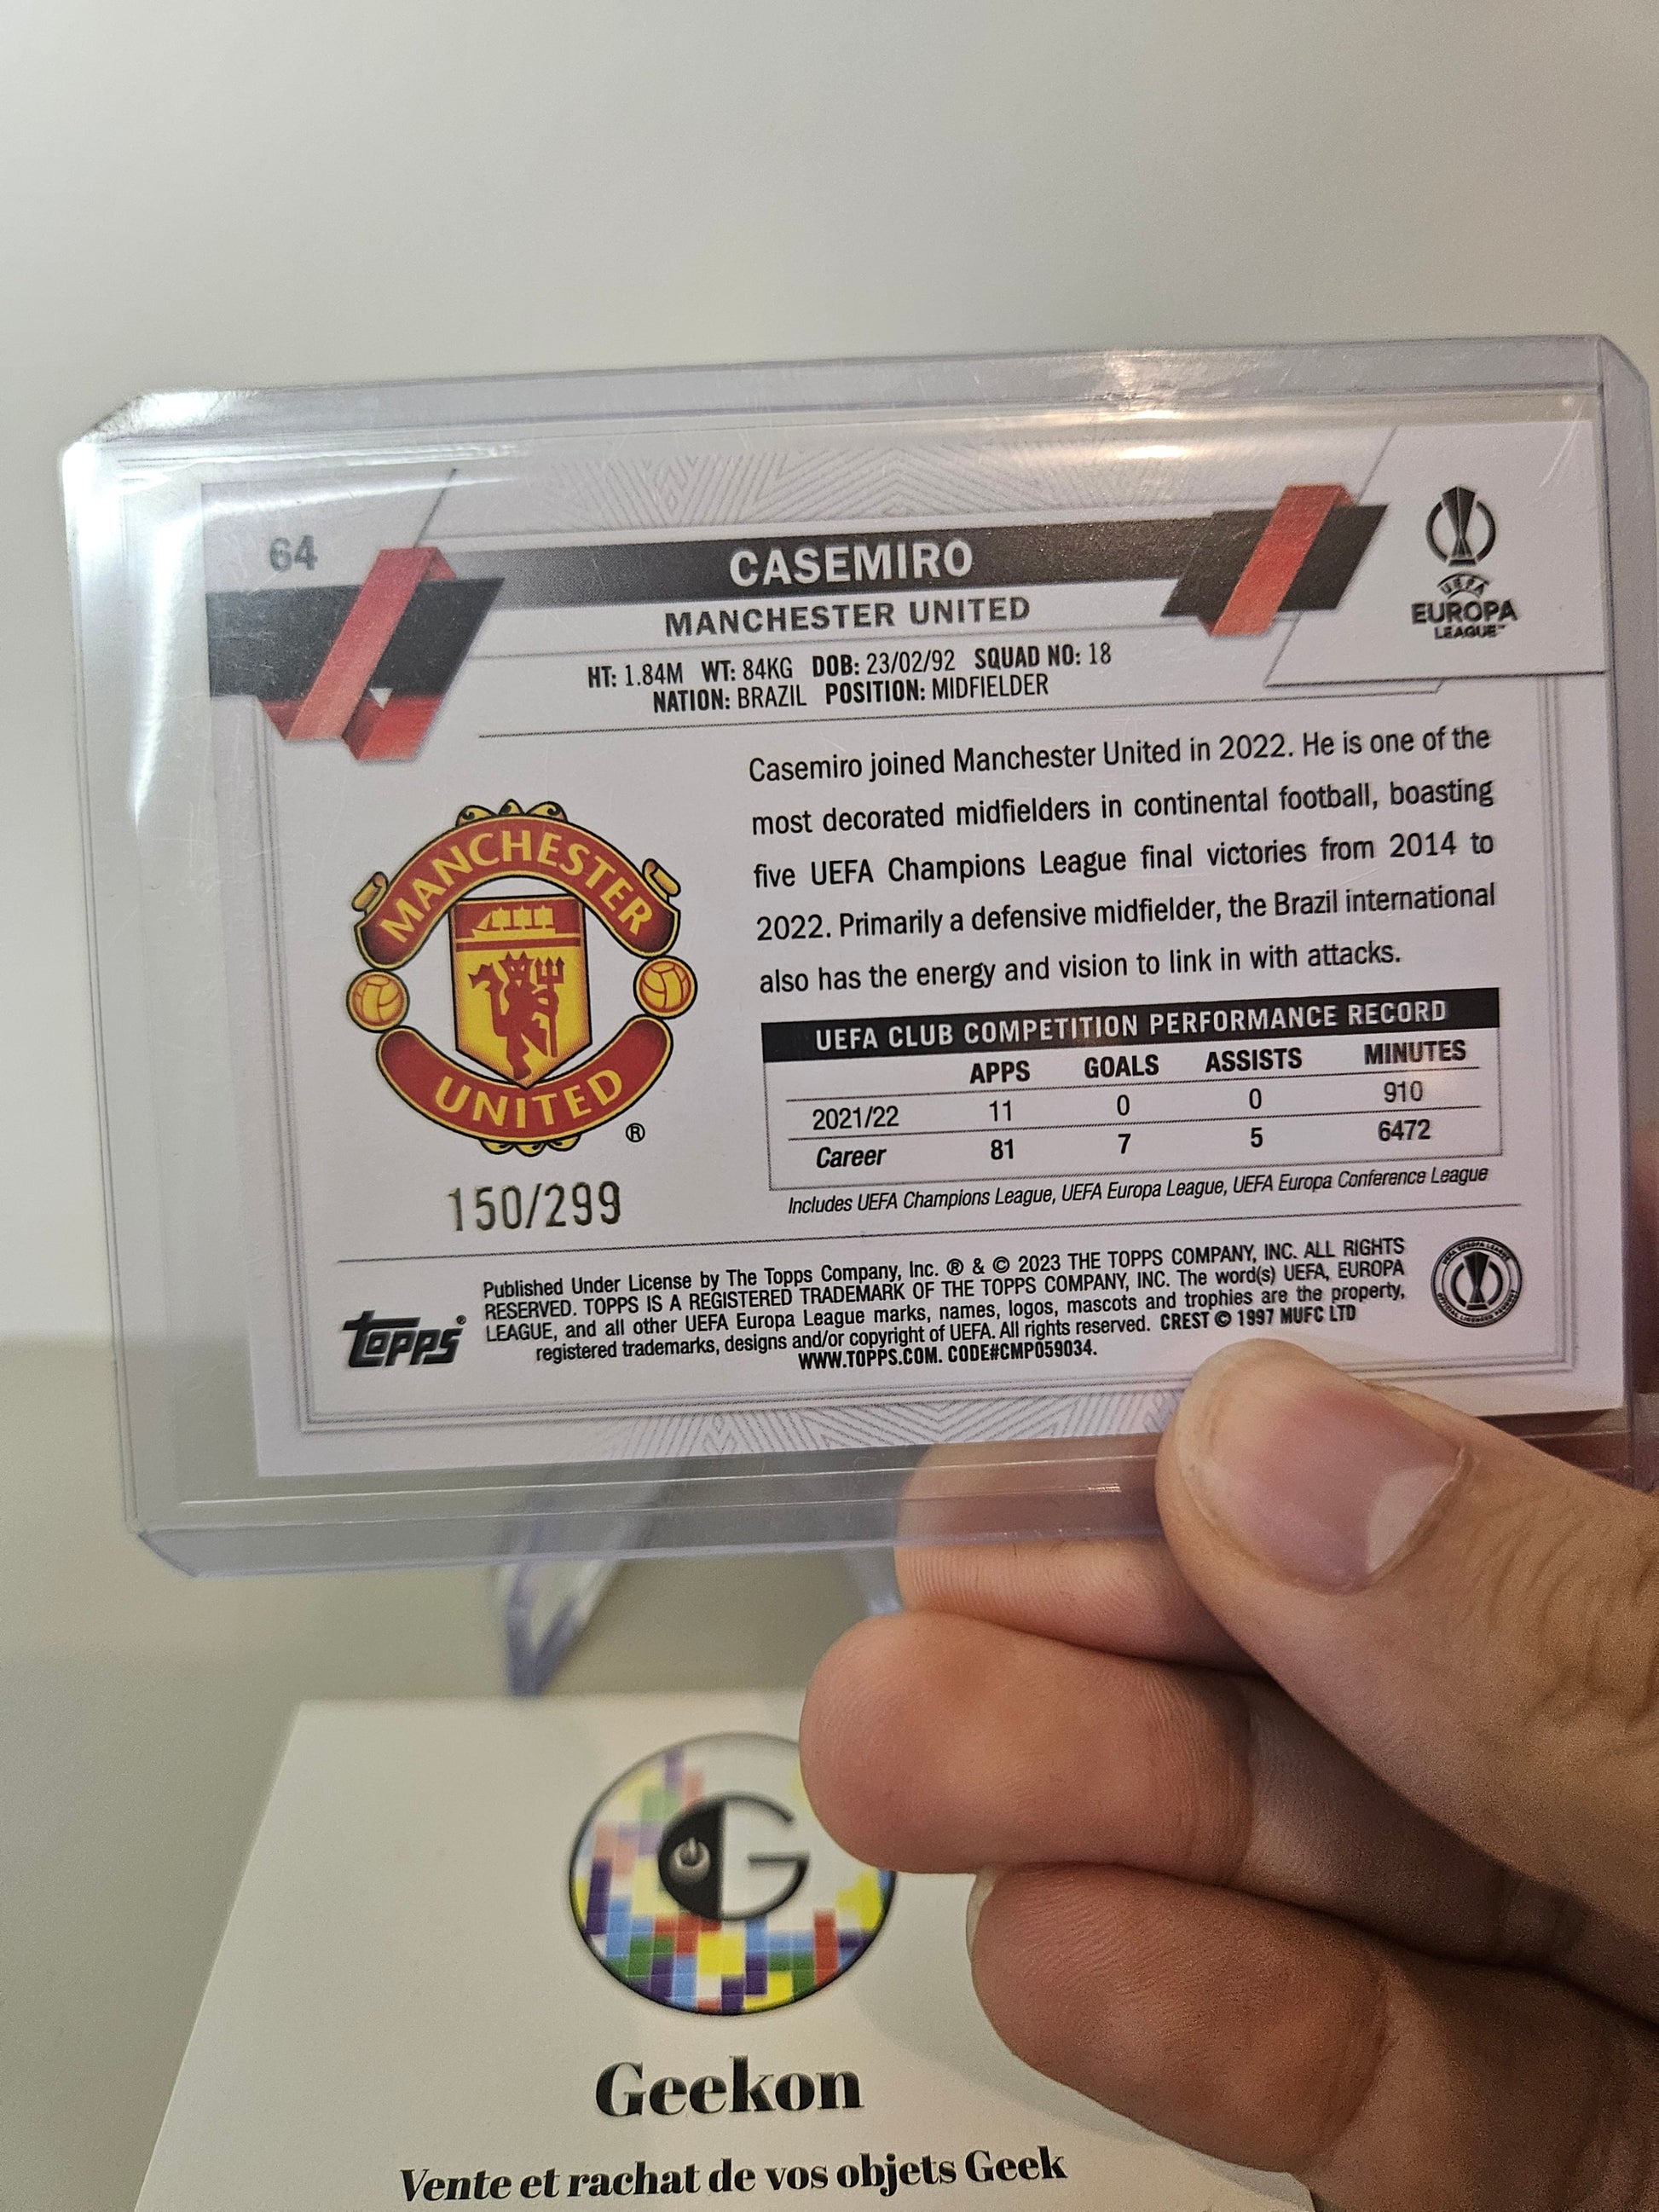 64
CASEMIRO
MANCHESTER UNITED
HT: 1.84M WT: 84KG DOB: 23/02/92 SQUAD NO: 18
NATION: BRAZIL POSITION: MIDFIELDER
UEFA
EUROPA
LEAGUE™
Casemiro joined Manchester United in 2022. He is one of the
most decorated midfielders in continental football, boasting
five UEFA Champions League final victories from 2014 to
2022. Primarily a defensive midfielder, the Brazil international
also has the energy and vision to link in with attacks.
MANCHESTER
UNITED
®
150/299
UEFA CLUB COMPETITION PERFORMANCE RECORD
APPS GOALS ASSISTS MINUTES
2021/22 11 0 0 910
Career 81 7 5 6472
Includes UEFA Champions League, UEFA Europa League, UEFA Europa Conference League
Topps®
Published Under License by The Topps Company, Inc. ® & © 2023 THE TOPPS COMPANY, INC. ALL RIGHTS
RESERVED. TOPPS IS A REGISTERED TRADEMARK OF THE TOPPS COMPANY, INC. The word(s) UEFA, EUROPA
LEAGUE, and all other UEFA Europa League marks, names, logos, mascots and trophies are the property,
registered trademarks, designs and/or copyright of UEFA. All rights reserved. CREST © 1997 MUFC LTD
WWW.TOPPS.COM. CODE#CMP059034.
G
Geekon
Vente et rachat de vos objets Geek